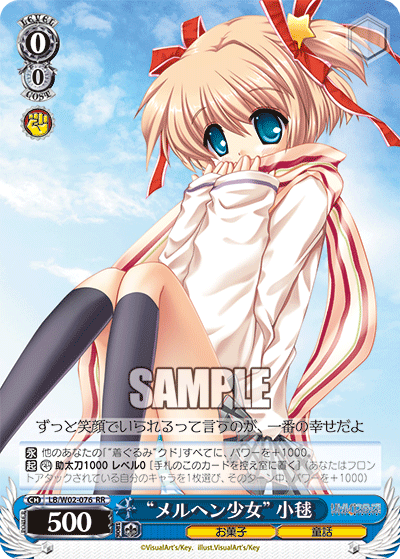 LEVEL
0
0
COST
SAMPLE
ずっと笑顔でいられるって言うのが、一番の幸せだよ
永 他のあなたの「“着ぐるみ”クド」すべてに、パワーを+1000。
起 助太刀1000 レベル0 [手札のこのカードを控え室に置く] (あなたはフロントアタックされている自分のキャラを1枚選び、そのターン中、パワーを+1000)
CH LB/W02-076 RR
500
“メルヘン少女” 小毬
お菓子 童話
©VisualArt's/Key. illust.VisualArt's/Key